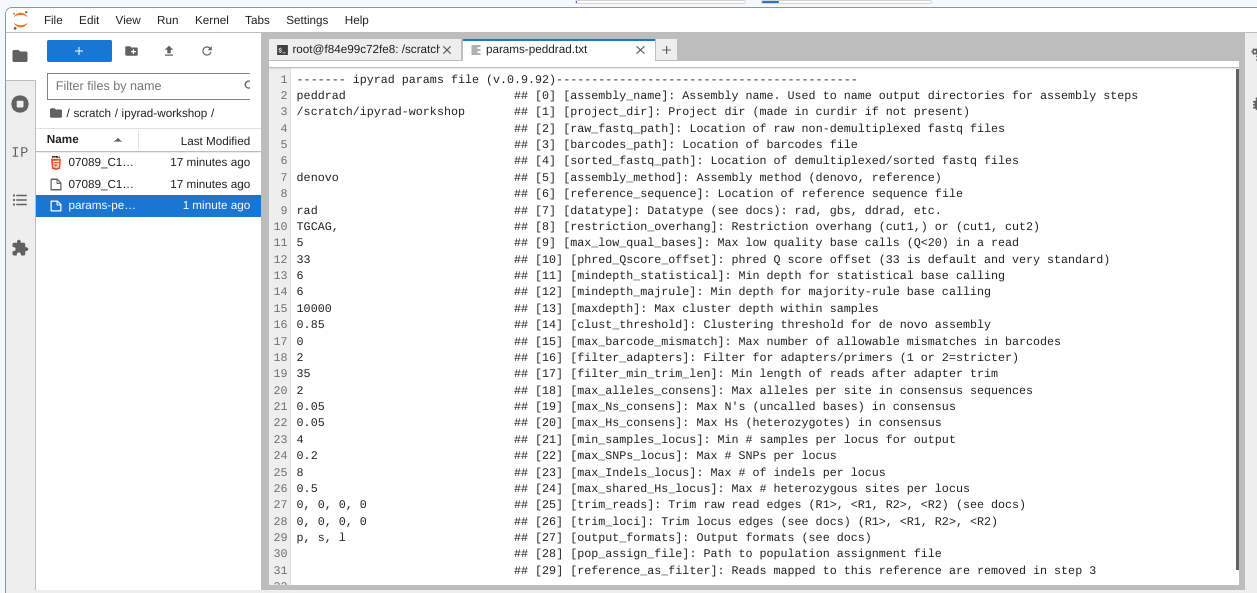 File Edit View Run Kernel Tabs Settings Help
root@f84e99c72fe8: /scratch
params-peddrad.txt
Filter files by name
/ scratch / ipyrad-workshop /
Name Last Modified
07089_C1... 17 minutes ago
07089_C1... 17 minutes ago
params-pe... 1 minute ago
IP
1 ------- ipyrad params file (v.0.9.92)-------------------------------------------
2 peddrad ## [0] [assembly_name]: Assembly name. Used to name output directories for assembly steps
3 /scratch/ipyrad-workshop ## [1] [project_dir]: Project dir (made in curdir if not present)
4 ## [2] [raw_fastq_path]: Location of raw non-demultiplexed fastq files
5 ## [3] [barcodes_path]: Location of barcodes file
6 ## [4] [sorted_fastq_path]: Location of demultiplexed/sorted fastq files
7 denovo ## [5] [assembly_method]: Assembly method (denovo, reference)
8 ## [6] [reference_sequence]: Location of reference sequence file
9 rad ## [7] [datatype]: Datatype (see docs): rad, gbs, ddrad, etc.
10 TGCAG, ## [8] [restriction_overhang]: Restriction overhang (cut1,) or (cut1, cut2)
11 5 ## [9] [max_low_qual_bases]: Max low quality base calls (Q<20) in a read
12 33 ## [10] [phred_Qscore_offset]: phred Q score offset (33 is default and very standard)
13 6 ## [11] [mindepth_statistical]: Min depth for statistical base calling
14 6 ## [12] [mindepth_majrule]: Min depth for majority-rule base calling
15 10000 ## [13] [maxdepth]: Max cluster depth within samples
16 0.85 ## [14] [clust_threshold]: Clustering threshold for de novo assembly
17 0 ## [15] [max_barcode_mismatch]: Max number of allowable mismatches in barcodes
18 2 ## [16] [filter_adapters]: Filter for adapters/primers (1 or 2=stricter)
19 35 ## [17] [filter_min_trim_len]: Min length of reads after adapter trim
20 2 ## [18] [max_alleles_consens]: Max alleles per site in consensus sequences
21 0.05 ## [19] [max_Ns_consens]: Max N's (uncalled bases) in consensus
22 0.05 ## [20] [max_Hs_consens]: Max Hs (heterozygotes) in consensus
23 4 ## [21] [min_samples_locus]: Min # samples per locus for output
24 0.2 ## [22] [max_SNPs_locus]: Max # SNPs per locus
25 8 ## [23] [max_Indels_locus]: Max # of indels per locus
26 0.5 ## [24] [max_shared_Hs_locus]: Max # heterozygous sites per locus
27 0, 0, 0, 0 ## [25] [trim_reads]: Trim raw read edges (R1>, <R1, R2>, <R2) (see docs)
28 0, 0, 0, 0 ## [26] [trim_loci]: Trim locus edges (see docs) (R1>, <R1, R2>, <R2)
29 p, s, l ## [27] [output_formats]: Output formats (see docs)
30 ## [28] [pop_assign_file]: Path to population assignment file
31 ## [29] [reference_as_filter]: Reads mapped to this reference are removed in step 3